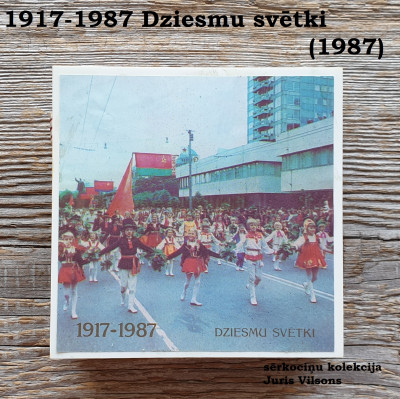 1917-1987 Dziesmu svētki
(1987)
1917-1987
DZIESMU SVĒTKI
sērkociņu kolekcija
Juris Vilsons